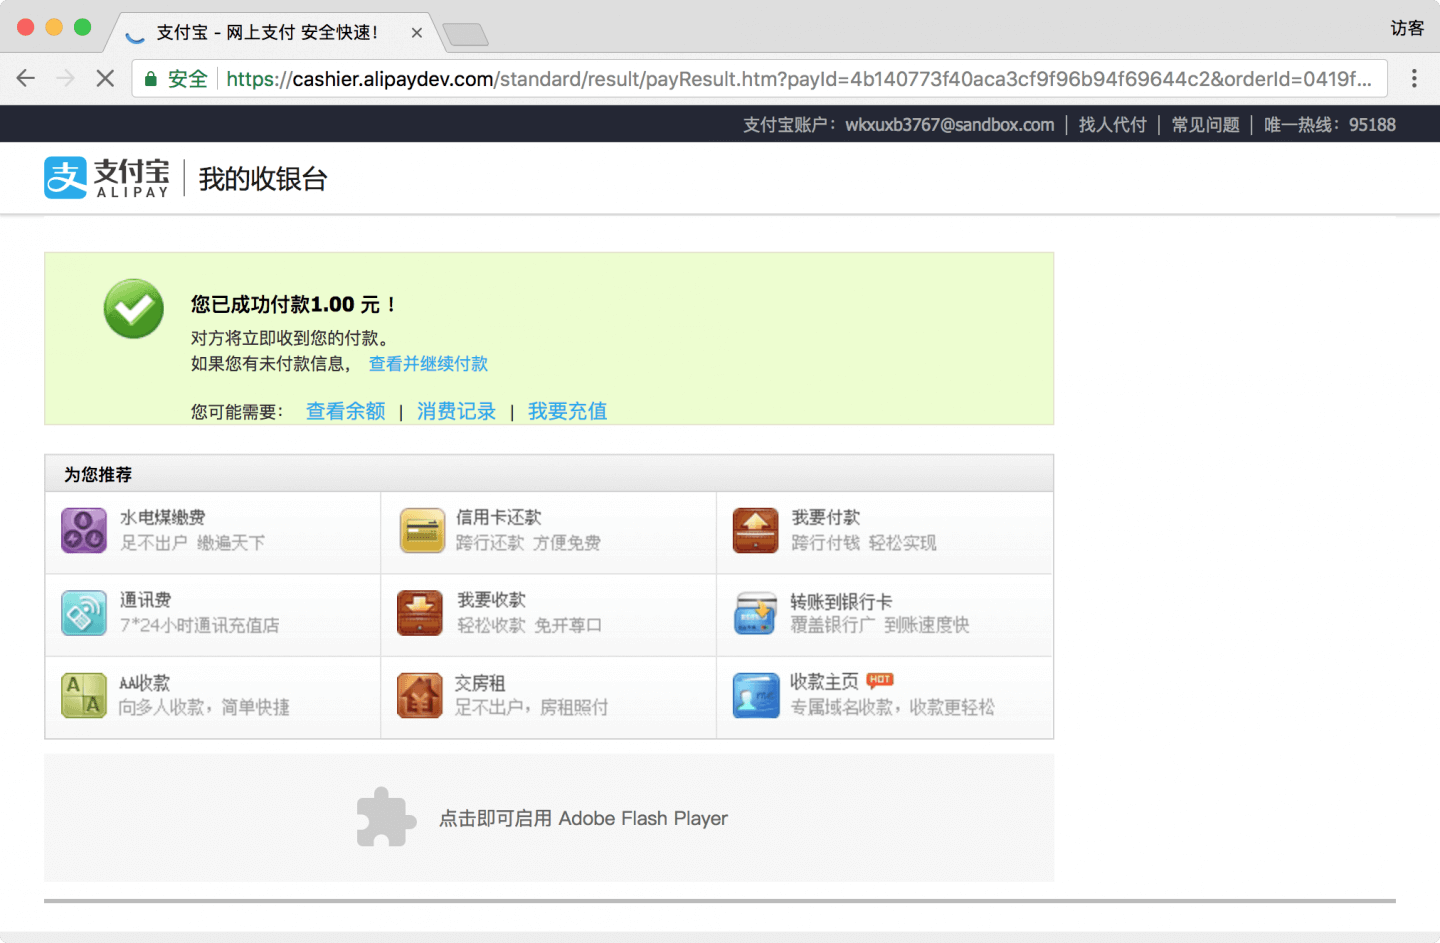 支付宝 - 网上支付 安全快速！
访客
安全 https://cashier.alipaydev.com/standard/result/payResult.htm?payId=4b140773f40aca3cf9f96b94f69644c2&orderId=0419f...
支付宝账户：wkxuxb3767@sandbox.com | 找人代付 | 常见问题 | 唯一热线：95188
支 支付宝 ALIPAY | 我的收银台
您已成功付款1.00 元！
对方将立即收到您的付款。
如果您有未付款信息， 查看并继续付款
您可能需要： 查看余额 | 消费记录 | 我要充值
为您推荐
水电煤缴费
足不出户 缴遍天下
信用卡还款
跨行还款 方便免费
我要付款
跨行付钱 轻松实现
通讯费
7*24小时通讯充值店
我要收款
轻松收款 免开尊口
转账到银行卡
覆盖银行广 到账速度快
AA收款
向多人收款，简单快捷
交房租
足不出户，房租照付
收款主页 HOT
专属域名收款，收款更轻松
点击即可启用 Adobe Flash Player